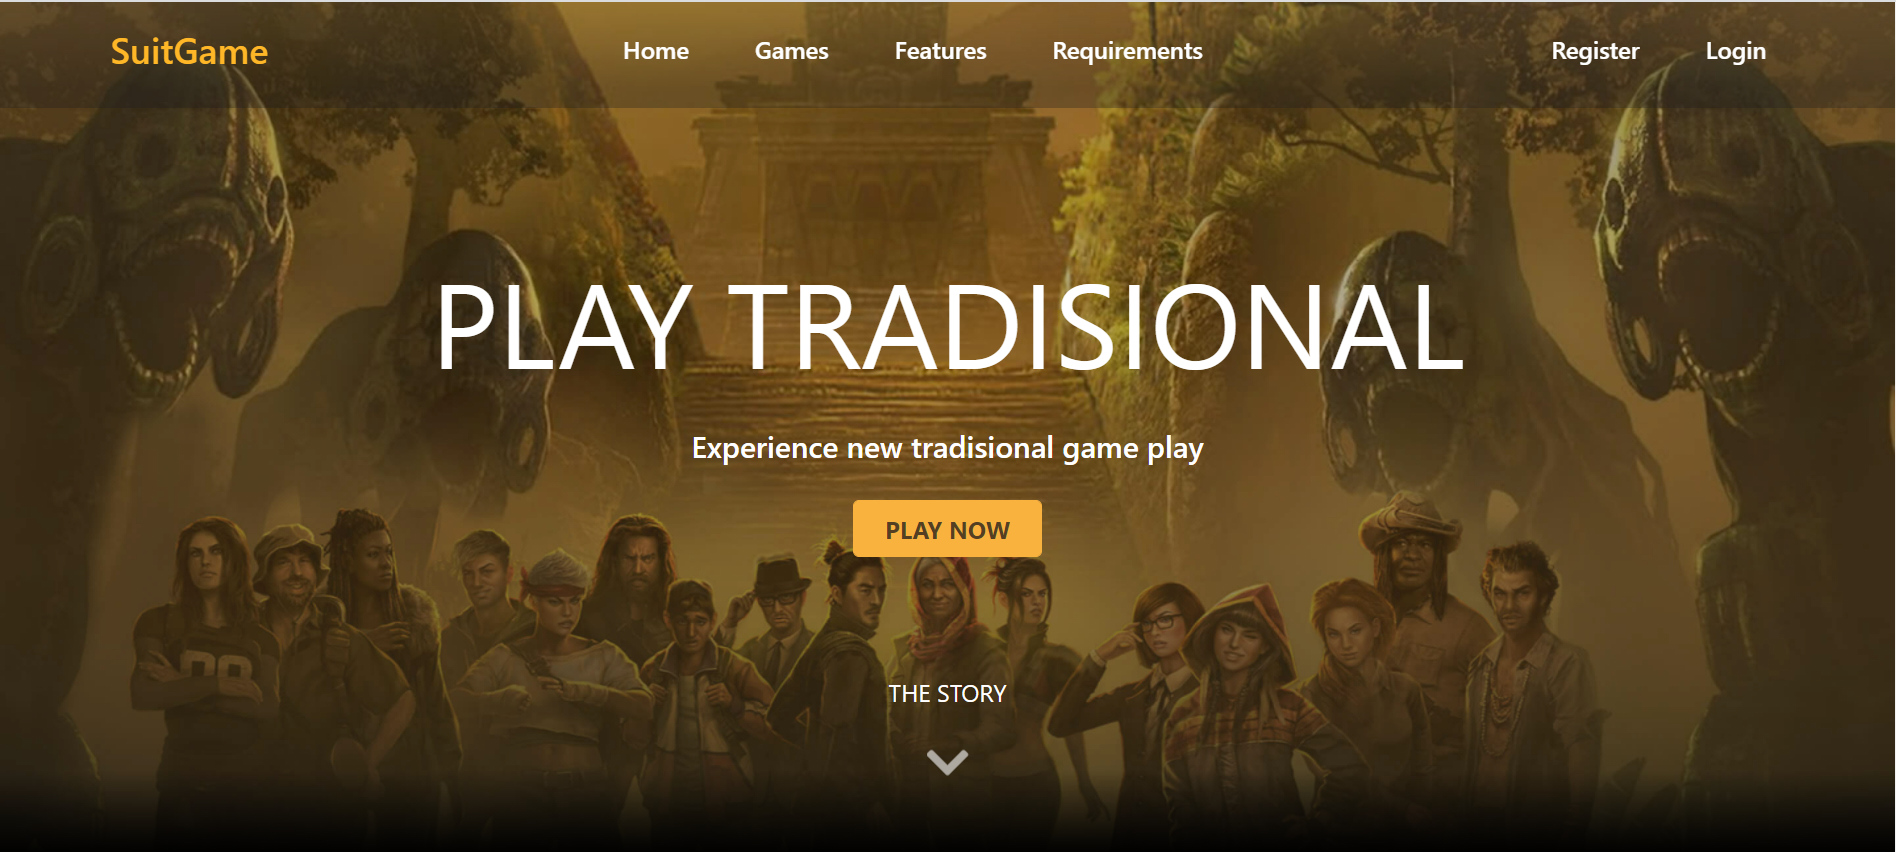 SuitGame Home Games Features Requirements Register Login
PLAY TRADISIONAL
Experience new tradisional game play
PLAY NOW
THE STORY